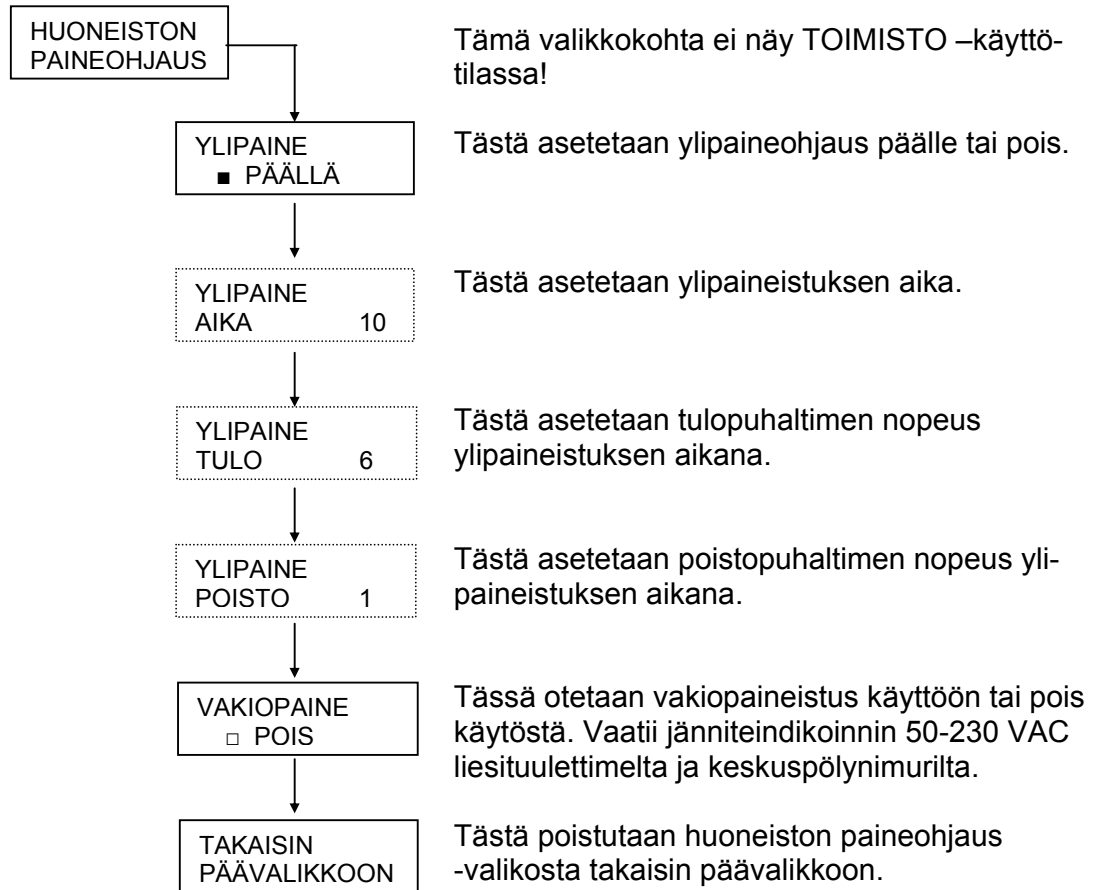 HUONEISTON
PAINEOHJAUS
Tämä valikkokohta ei näy TOIMISTO –käyttö-
tilassa!
YLIPAINE
■ PÄÄLLÄ
Tästä asetetaan ylipaineohjaus päälle tai pois.
YLIPAINE
AIKA 10
Tästä asetetaan ylipaineistuksen aika.
YLIPAINE
TULO 6
Tästä asetetaan tulopuhaltimen nopeus
ylipaineistuksen aikana.
YLIPAINE
POISTO 1
Tästä asetetaan poistopuhaltimen nopeus yli-
paineistuksen aikana.
VAKIOPAINE
□ POIS
Tässä otetaan vakiopaineistus käyttöön tai pois
käytöstä. Vaatii jänniteindikoinnin 50-230 VAC
liesituulettimelta ja keskuspölynimurilta.
TAKAISIN
PÄÄVALIKKOON
Tästä poistutaan huoneiston paineohjaus
-valikosta takaisin päävalikkoon.